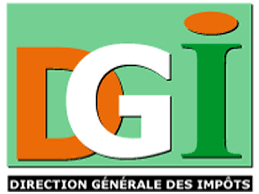 DGI
DIRECTION GÉNÉRALE DES IMPÔTS